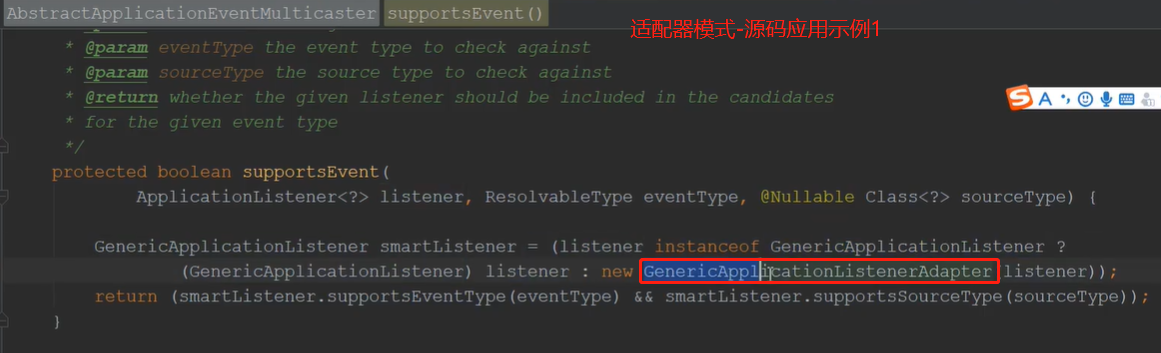 AbstractApplicationEventMulticaster supportsEvent()
适配器模式-源码应用示例1
* @param eventType the event type to check against
* @param sourceType the source type to check against
* @return whether the given listener should be included in the candidates
* for the given event type
*/
protected boolean supportsEvent(
ApplicationListener<?> listener, ResolvableType eventType, @Nullable Class<?> sourceType) {
GenericApplicationListener smartListener = (listener instanceof GenericApplicationListener ?
(GenericApplicationListener) listener : new GenericApplicationListenerAdapter(listener));
return (smartListener.supportsEventType(eventType) && smartListener.supportsSourceType(sourceType));
}